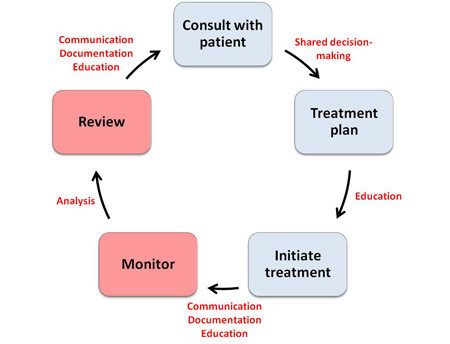 Consult with
patient
Shared decision-
making
Treatment
plan
Education
Initiate
treatment
Communication
Documentation
Education
Monitor
Analysis
Review
Communication
Documentation
Education